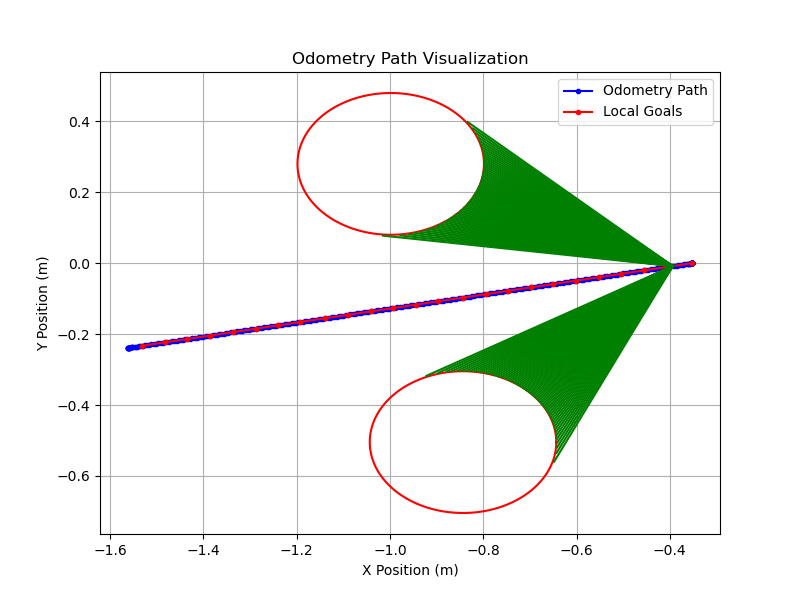 Odometry Path Visualization
Odometry Path
Local Goals
Y Position (m)
0.4
0.2
0.0
−0.2
−0.4
−0.6
−1.6 −1.4 −1.2 −1.0 −0.8 −0.6 −0.4
X Position (m)